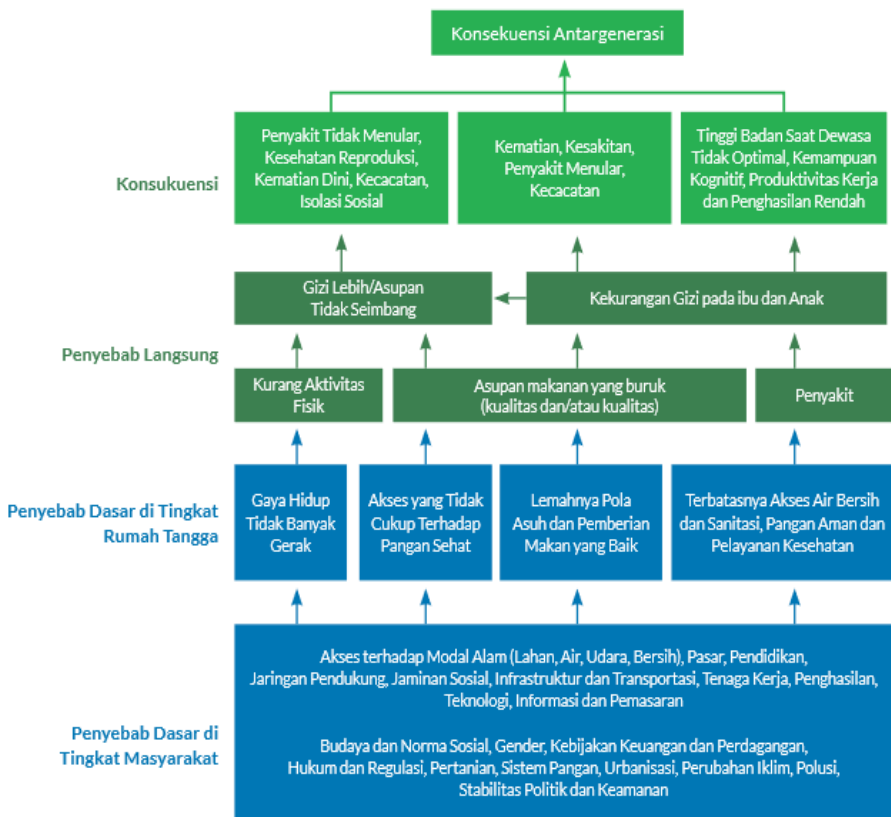 Konsekuensi Antargenerasi
Konsukuensi
Penyakit Tidak Menular,
Kesehatan Reproduksi,
Kematian Dini, Kecacatan,
Isolasi Sosial
Kematian, Kesakitan,
Penyakit Menular,
Kecacatan
Tinggi Badan Saat Dewasa
Tidak Optimal, Kemampuan
Kognitif, Produktivitas Kerja
dan Penghasilan Rendah
Penyebab Langsung
Gizi Lebih/Asupan
Tidak Seimbang
Kekurangan Gizi pada ibu dan Anak
Kurang Aktivitas
Fisik
Asupan makanan yang buruk
(kualitas dan/atau kualitas)
Penyakit
Penyebab Dasar di Tingkat
Rumah Tangga
Gaya Hidup
Tidak Banyak
Gerak
Akses yang Tidak
Cukup Terhadap
Pangan Sehat
Lemahnya Pola
Asuh dan Pemberian
Makan yang Baik
Terbatasnya Akses Air Bersih
dan Sanitasi, Pangan Aman dan
Pelayanan Kesehatan
Penyebab Dasar di
Tingkat Masyarakat
Akses terhadap Modal Alam (Lahan, Air, Udara, Bersih), Pasar, Pendidikan,
Jaringan Pendukung, Jaminan Sosial, Infrastruktur dan Transportasi, Tenaga Kerja, Penghasilan,
Teknologi, Informasi dan Pemasaran
Budaya dan Norma Sosial, Gender, Kebijakan Keuangan dan Perdagangan,
Hukum dan Regulasi, Pertanian, Sistem Pangan, Urbanisasi, Perubahan Iklim, Polusi,
Stabilitas Politik dan Keamanan